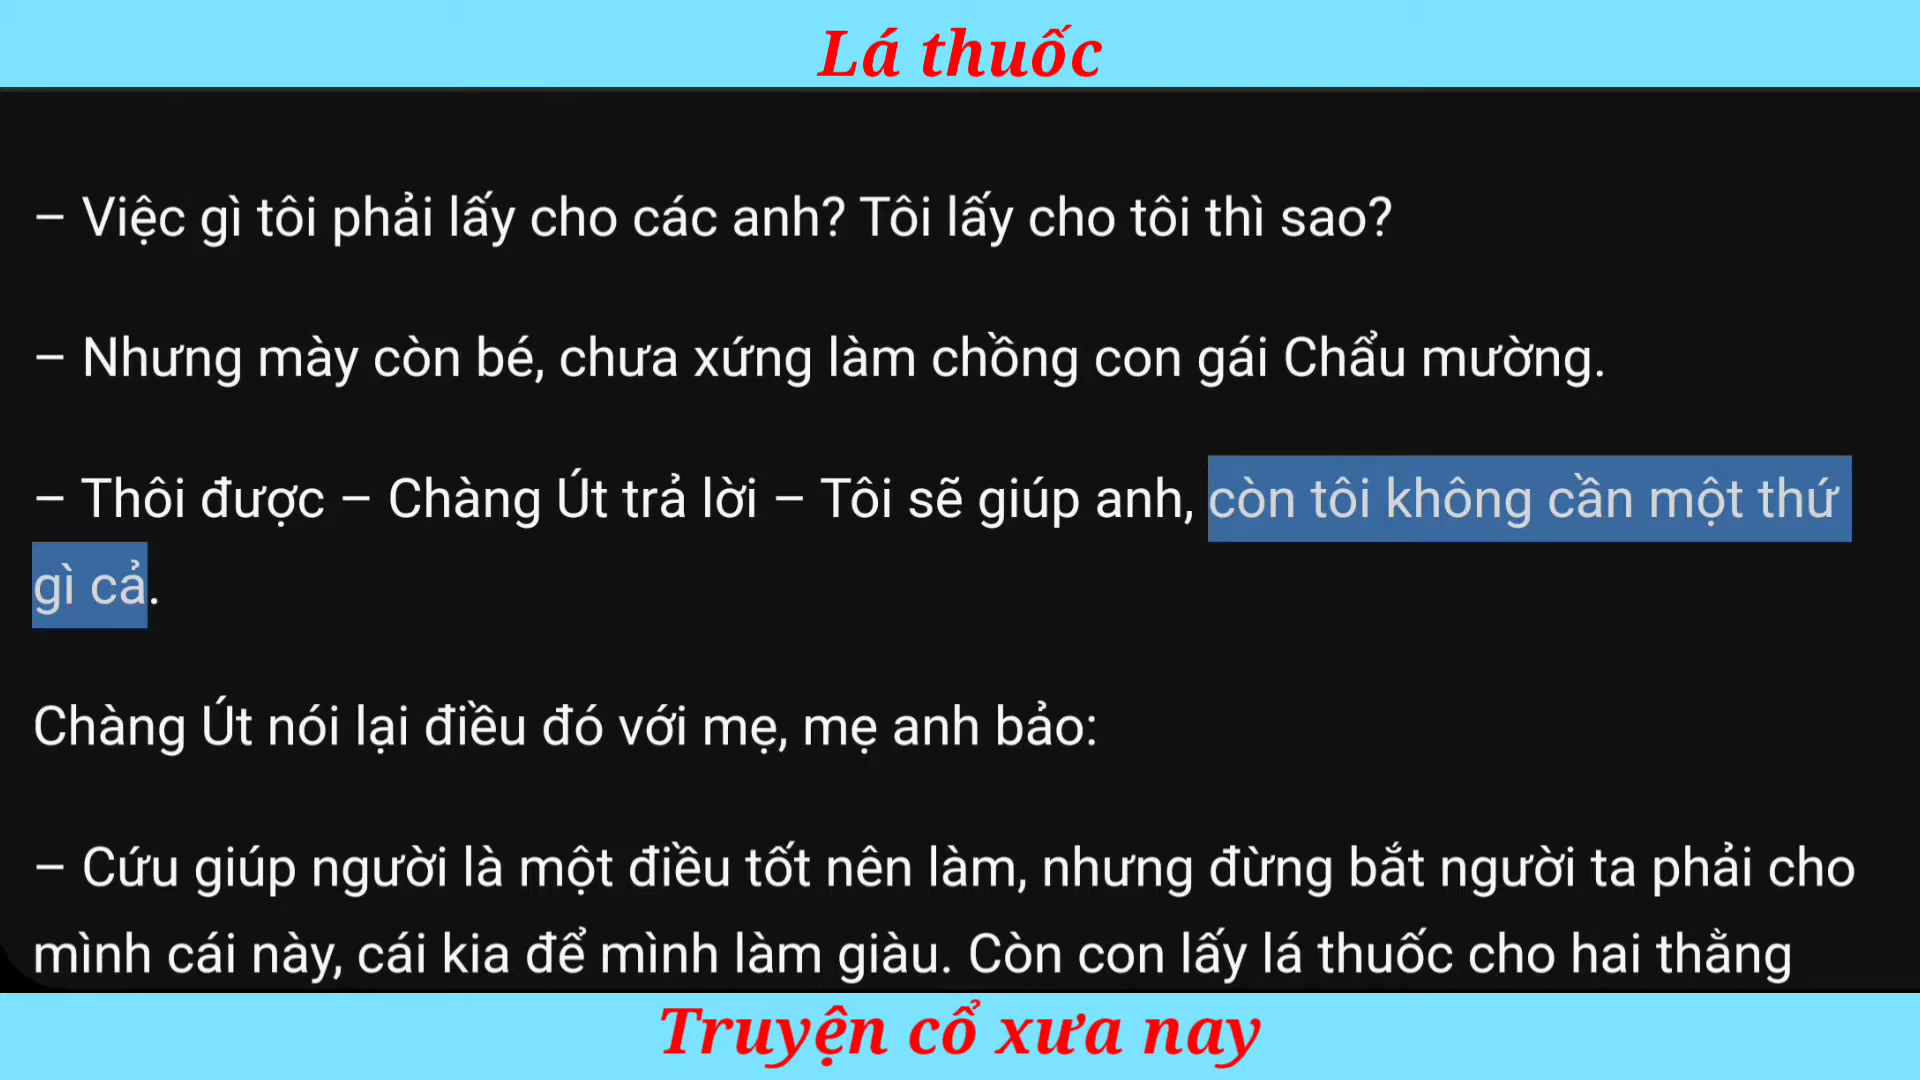 Lá thuốc
– Việc gì tôi phải lấy cho các anh? Tôi lấy cho tôi thì sao?
– Nhưng mày còn bé, chưa xứng làm chồng con gái Chẩu mường.
– Thôi được – Chàng Út trả lời – Tôi sẽ giúp anh, còn tôi không cần một thứ
gì cả.
Chàng Út nói lại điều đó với mẹ, mẹ anh bảo:
– Cứu giúp người là một điều tốt nên làm, nhưng đừng bắt người ta phải cho
mình cái này, cái kia để mình làm giàu. Còn con lấy lá thuốc cho hai thằng
Truyện cổ xưa nay